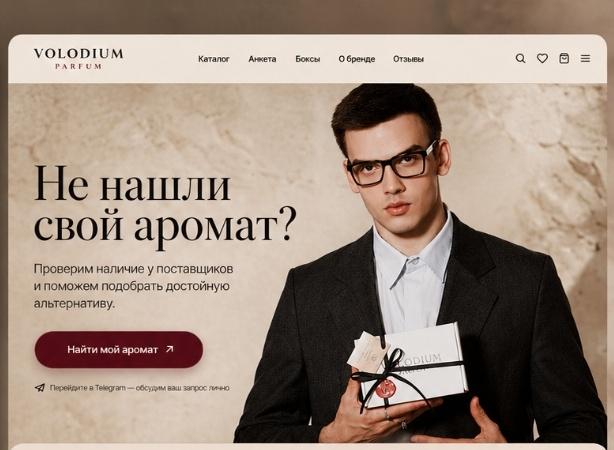 VOLODIUM
PARFUM
Каталог Анкета Боксы О бренде Отзывы
Не нашли
свой аромат?
Проверим наличие у поставщиков
и поможем подобрать достойную
альтернативу.
Найти мой аромат
Перейдите в Telegram — обсудим ваш запрос лично
VOLODIUM